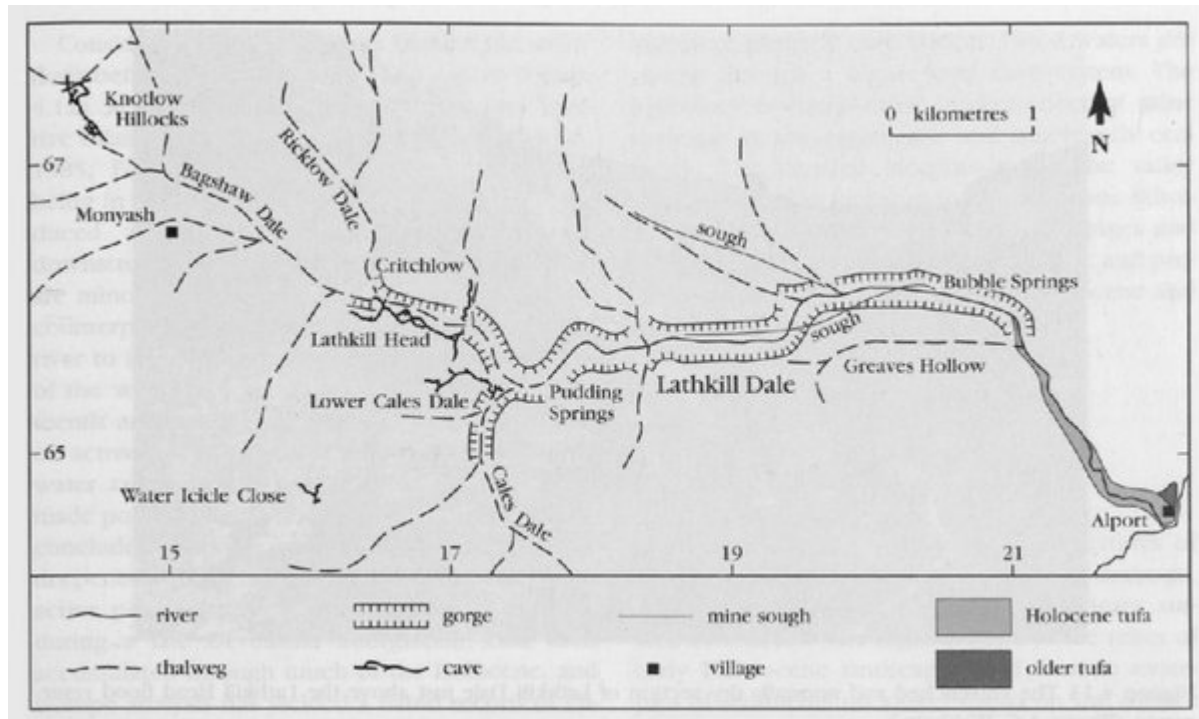 0 kilometres 1
N
Knotlow
Hillocks
67
Ricklow Dale
Bagshaw Dale
Monyash
sough
Critchlow
Bubble Springs
Lathkill Head
sough
Greaves Hollow
Lathkill Dale
Pudding
Springs
Lower Cales Dale
65
Water Icicle Close
Cales Dale
Alport
15
17
19
21
river
gorge
mine sough
Holocene tufa
thalweg
cave
village
older tufa